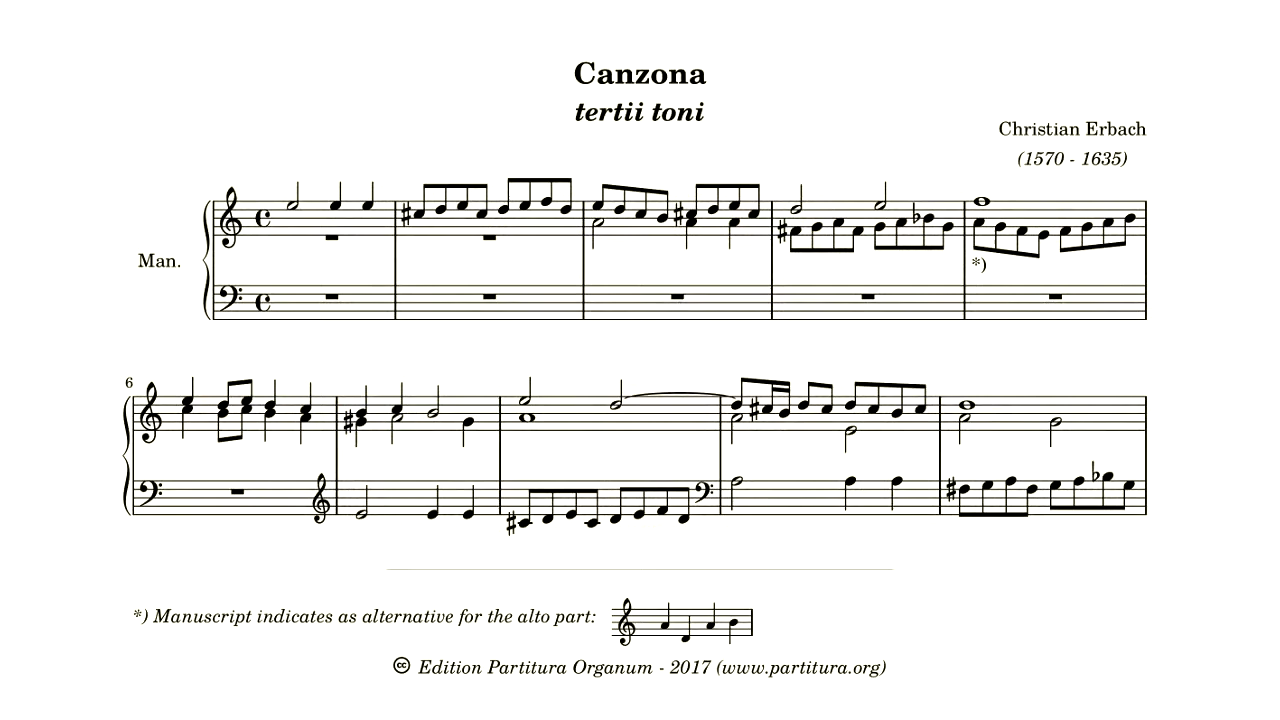 Canzona
tertii toni
Christian Erbach
(1570 - 1635)
Man.
*)
6
*) Manuscript indicates as alternative for the alto part:
🅭 Edition Partitura Organum - 2017 (www.partitura.org)